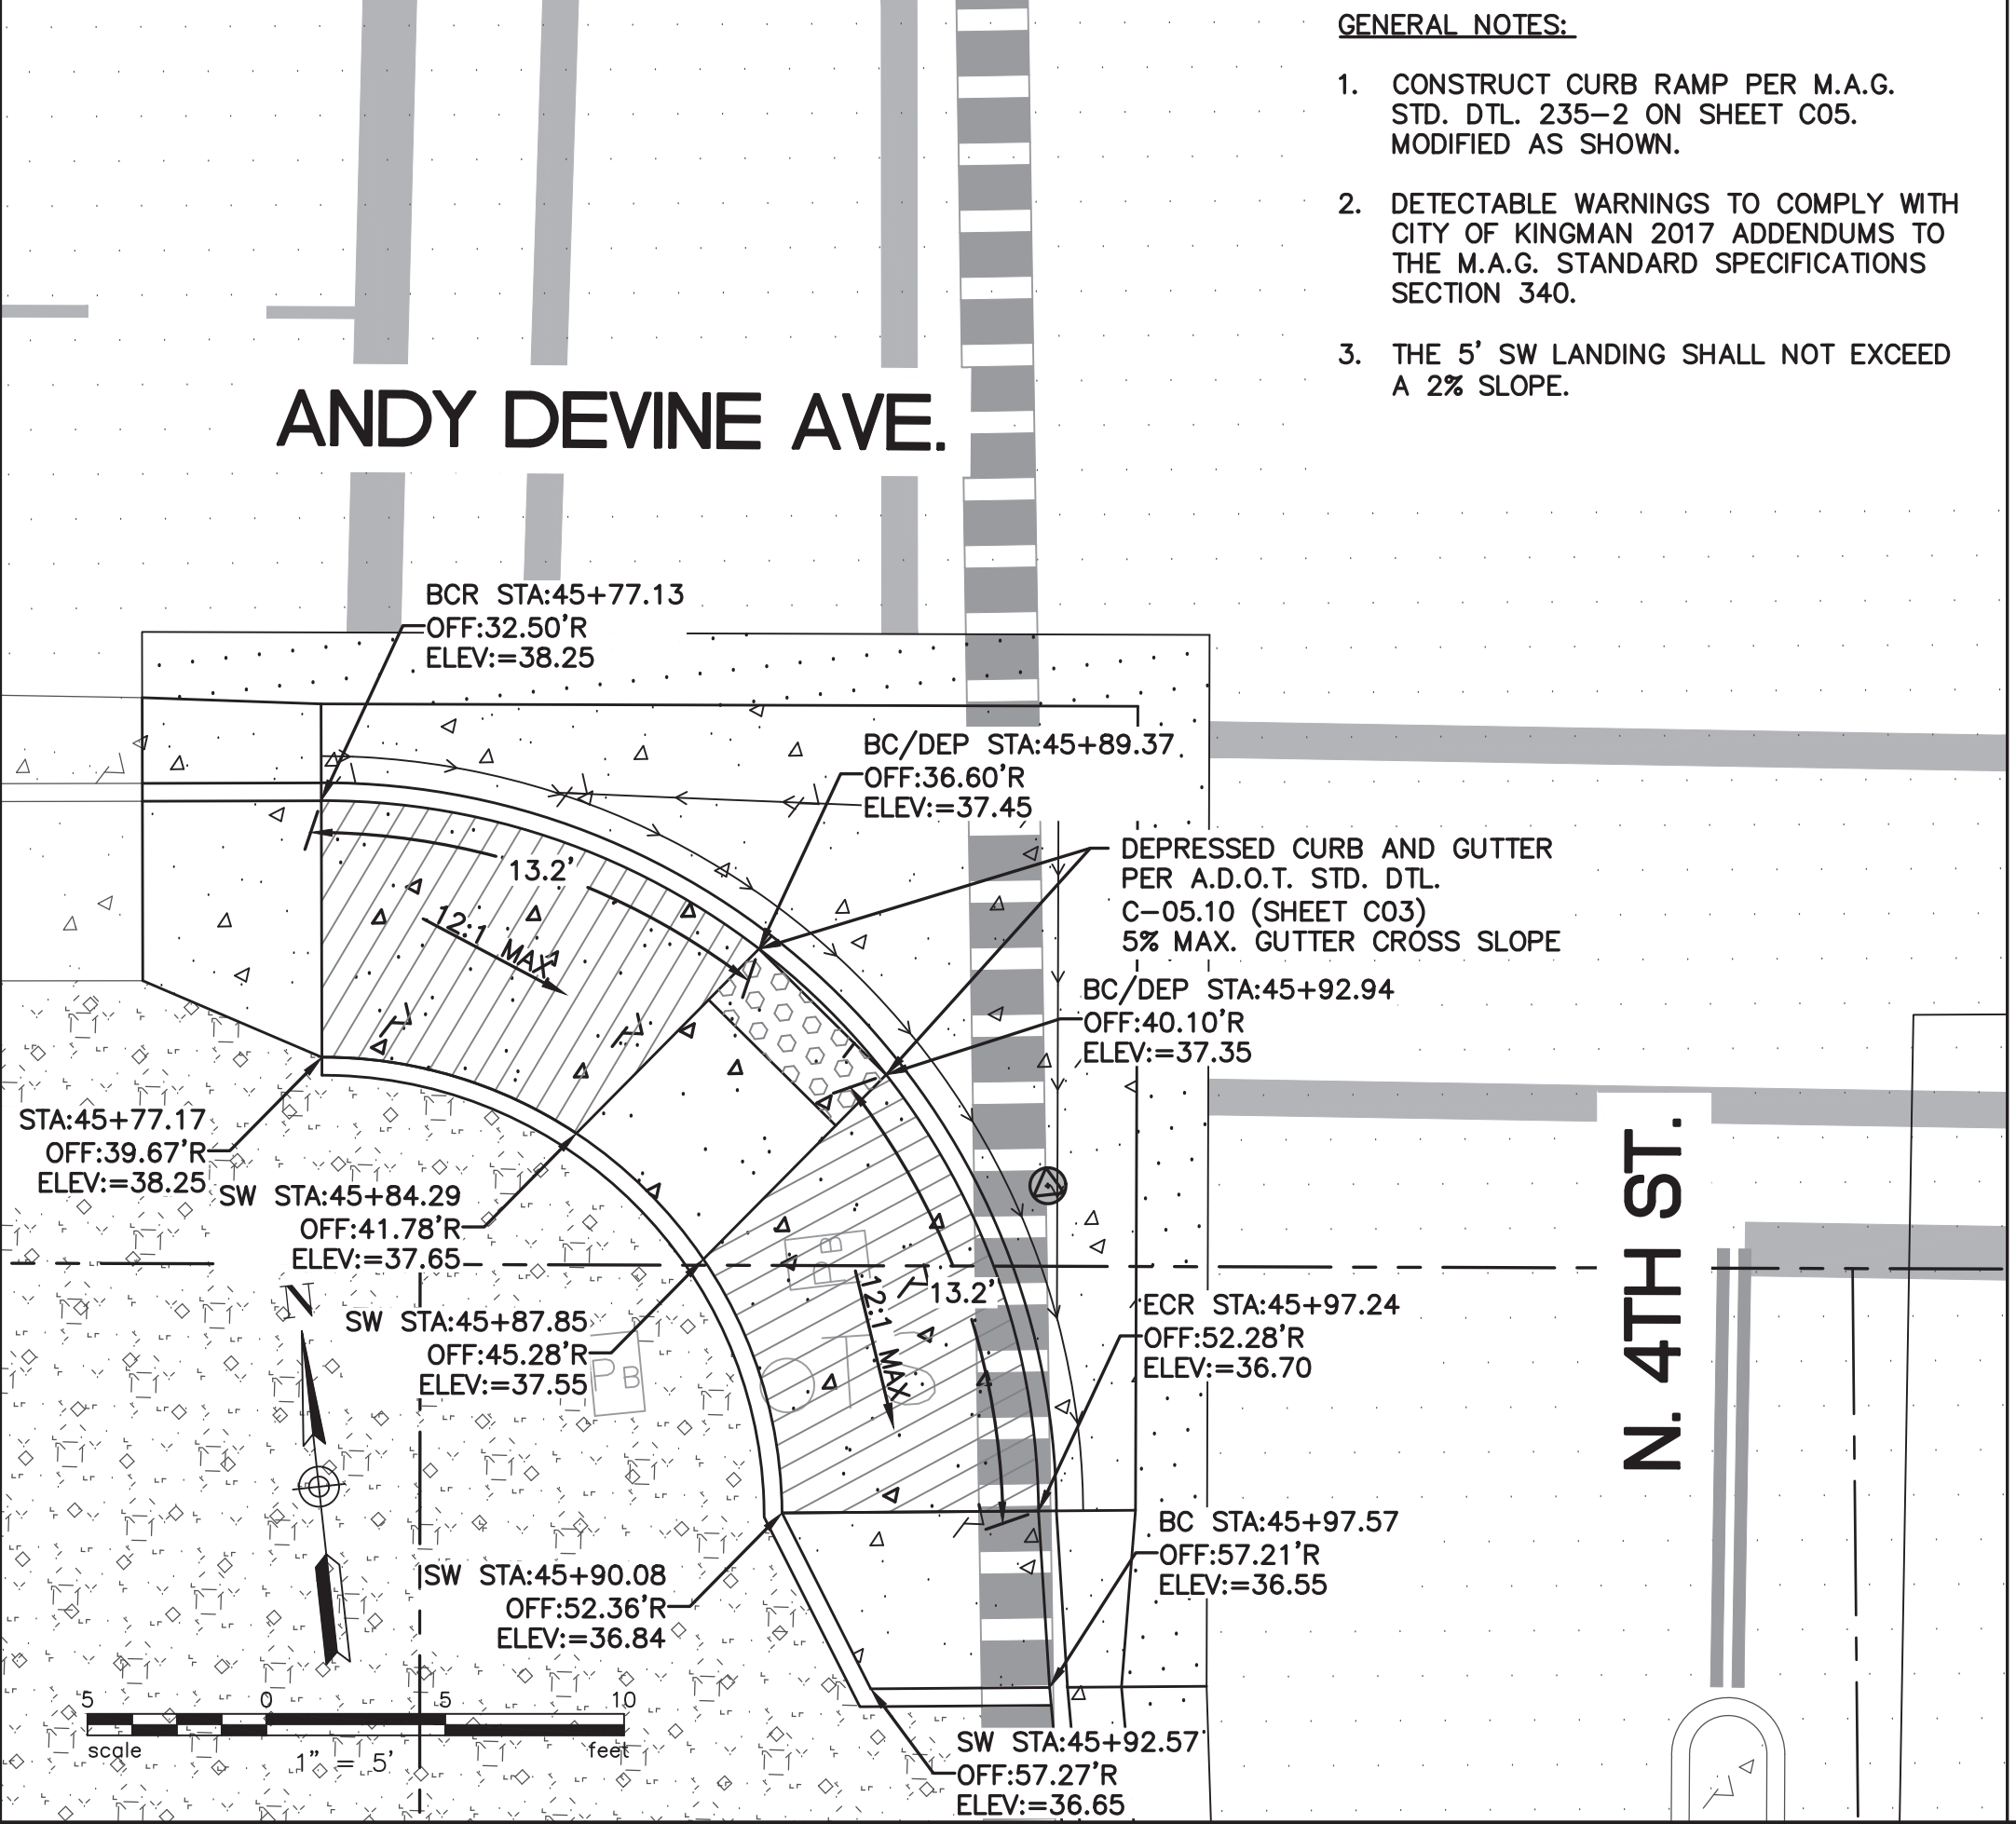 GENERAL NOTES:
1. CONSTRUCT CURB RAMP PER M.A.G.
STD. DTL. 235-2 ON SHEET C05.
MODIFIED AS SHOWN.
2. DETECTABLE WARNINGS TO COMPLY WITH
CITY OF KINGMAN 2017 ADDENDUMS TO
THE M.A.G. STANDARD SPECIFICATIONS
SECTION 340.
3. THE 5' SW LANDING SHALL NOT EXCEED
A 2% SLOPE.
ANDY DEVINE AVE.
BCR STA:45+77.13
OFF:32.50'R
ELEV:=38.25
BC/DEP STA:45+89.37
OFF:36.60'R
ELEV:=37.45
DEPRESSED CURB AND GUTTER
PER A.D.O.T. STD. DTL.
C-05.10 (SHEET C03)
5% MAX. GUTTER CROSS SLOPE
13.2'
12:1 MAX
BC/DEP STA:45+92.94
OFF:40.10'R
ELEV:=37.35
STA:45+77.17
OFF:39.67'R
ELEV:=38.25
SW STA:45+84.29
OFF:41.78'R
ELEV:=37.65
N. 4TH ST.
SW STA:45+87.85
OFF:45.28'R
ELEV:=37.55
N
P B
B
P B
12:1 MAX
13.2'
ECR STA:45+97.24
OFF:52.28'R
ELEV:=36.70
BC STA:45+97.57
OFF:57.21'R
ELEV:=36.55
SW STA:45+90.08
OFF:52.36'R
ELEV:=36.84
5 0 5 10
scale 1" = 5' feet
SW STA:45+92.57
OFF:57.27'R
ELEV:=36.65